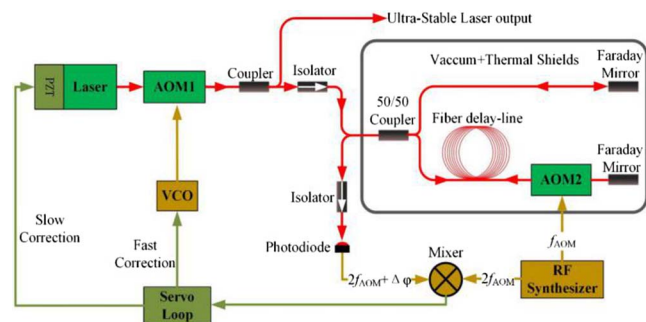 Ultra-Stable Laser output
PZT
Laser
AOM1
Coupler
Isolator
Vaccum+Thermal Shields
Faraday
Mirror
50/50
Coupler
Fiber delay-line
Faraday
Mirror
AOM2
VCO
Isolator
Slow
Correction
Fast
Correction
Photodiode
Mixer
fAOM
2fAOM+ Δ φ
2fAOM
RF
Synthesizer
Servo
Loop